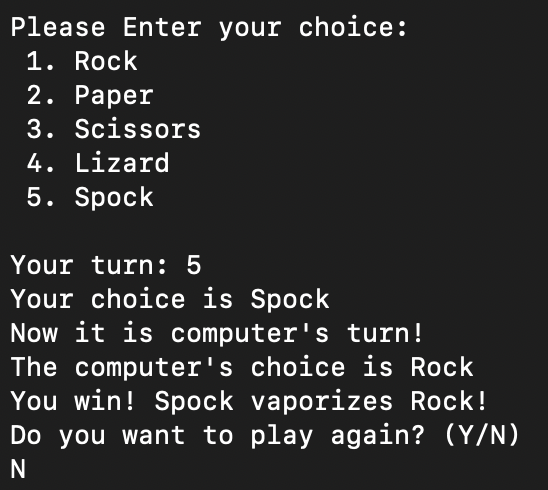 Please Enter your choice:
1. Rock
2. Paper
3. Scissors
4. Lizard
5. Spock
Your turn: 5
Your choice is Spock
Now it is computer's turn!
The computer's choice is Rock
You win! Spock vaporizes Rock!
Do you want to play again? (Y/N)
N